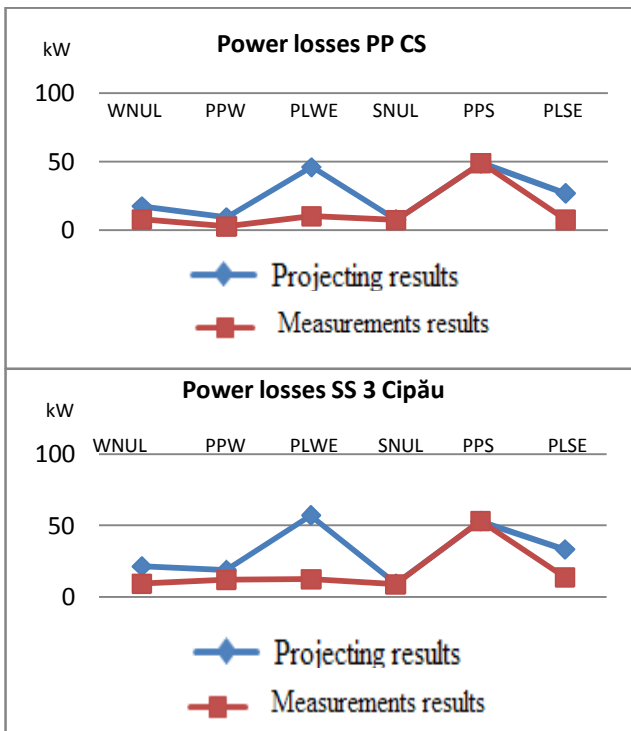 Power losses PP CS
kW
100
WNUL PPW PLWE SNUL PPS PLSE
50
0
Projecting results
Measurements results
Power losses SS 3 Cipău
kW
100
WNUL PPW PLWE SNUL PPS PLSE
50
0
Projecting results
Measurements results